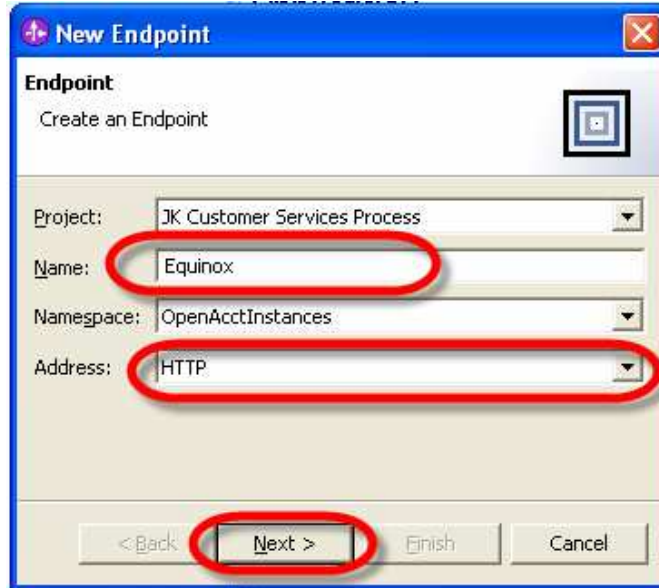 New Endpoint
Endpoint
Create an Endpoint
Project: JK Customer Services Process
Name: Equinox
Namespace: OpenAcctInstances
Address: HTTP
< Back Next > Finish Cancel